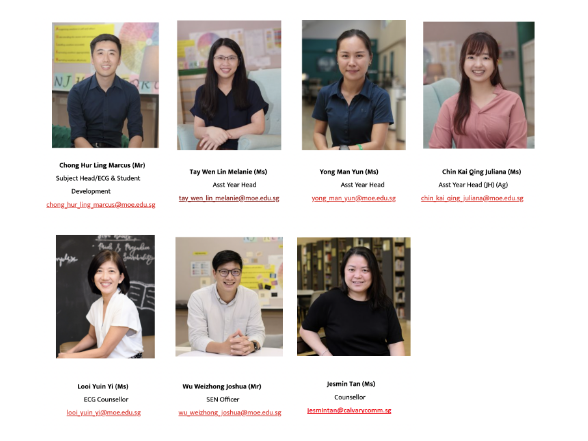 Chong Hur Ling Marcus (Mr)
Subject Head/ECG & Student
Development
chong_hur_ling_marcus@moe.edu.sg
Tay Wen Lin Melanie (Ms)
Asst Year Head
tay_wen_lin_melanie@moe.edu.sg
Yong Man Yun (Ms)
Asst Year Head
yong_man_yun@moe.edu.sg
Chin Kai Qing Juliana (Ms)
Asst Year Head (JH) (Ag)
chin_kai_qing_juliana@moe.edu.sg
Looi Yuin Yi (Ms)
ECG Counsellor
looi_yuin_yi@moe.edu.sg
Wu Weizhong Joshua (Mr)
SEN Officer
wu_weizhong_joshua@moe.edu.sg
Jesmin Tan (Ms)
Counsellor
jesmintan@calvarycomm.sg